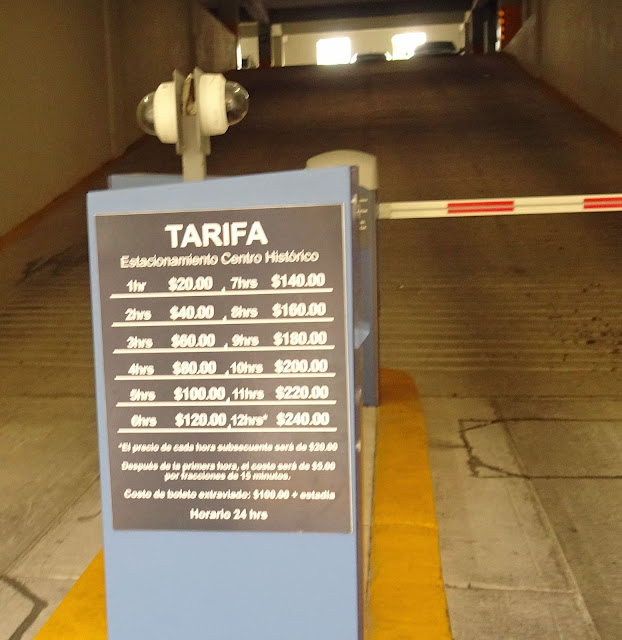 TARIFA
Estacionamiento Centro Histórico
1hr $20.00 , 7hrs $140.00
2hrs $40.00 , 8hrs $160.00
3hrs $60.00 , 9hrs $180.00
4hrs $80.00 , 10hrs $200.00
5hrs $100.00 , 11hrs $220.00
6hrs $120.00 , 12hrs* $240.00
*El precio de cada hora subsecuente será de $20.00
Después de la primera hora, el costo será de $5.00
por fracciones de 15 minutos.
Costo de boleto extraviado: $100.00 + estadía
Horario 24 hrs